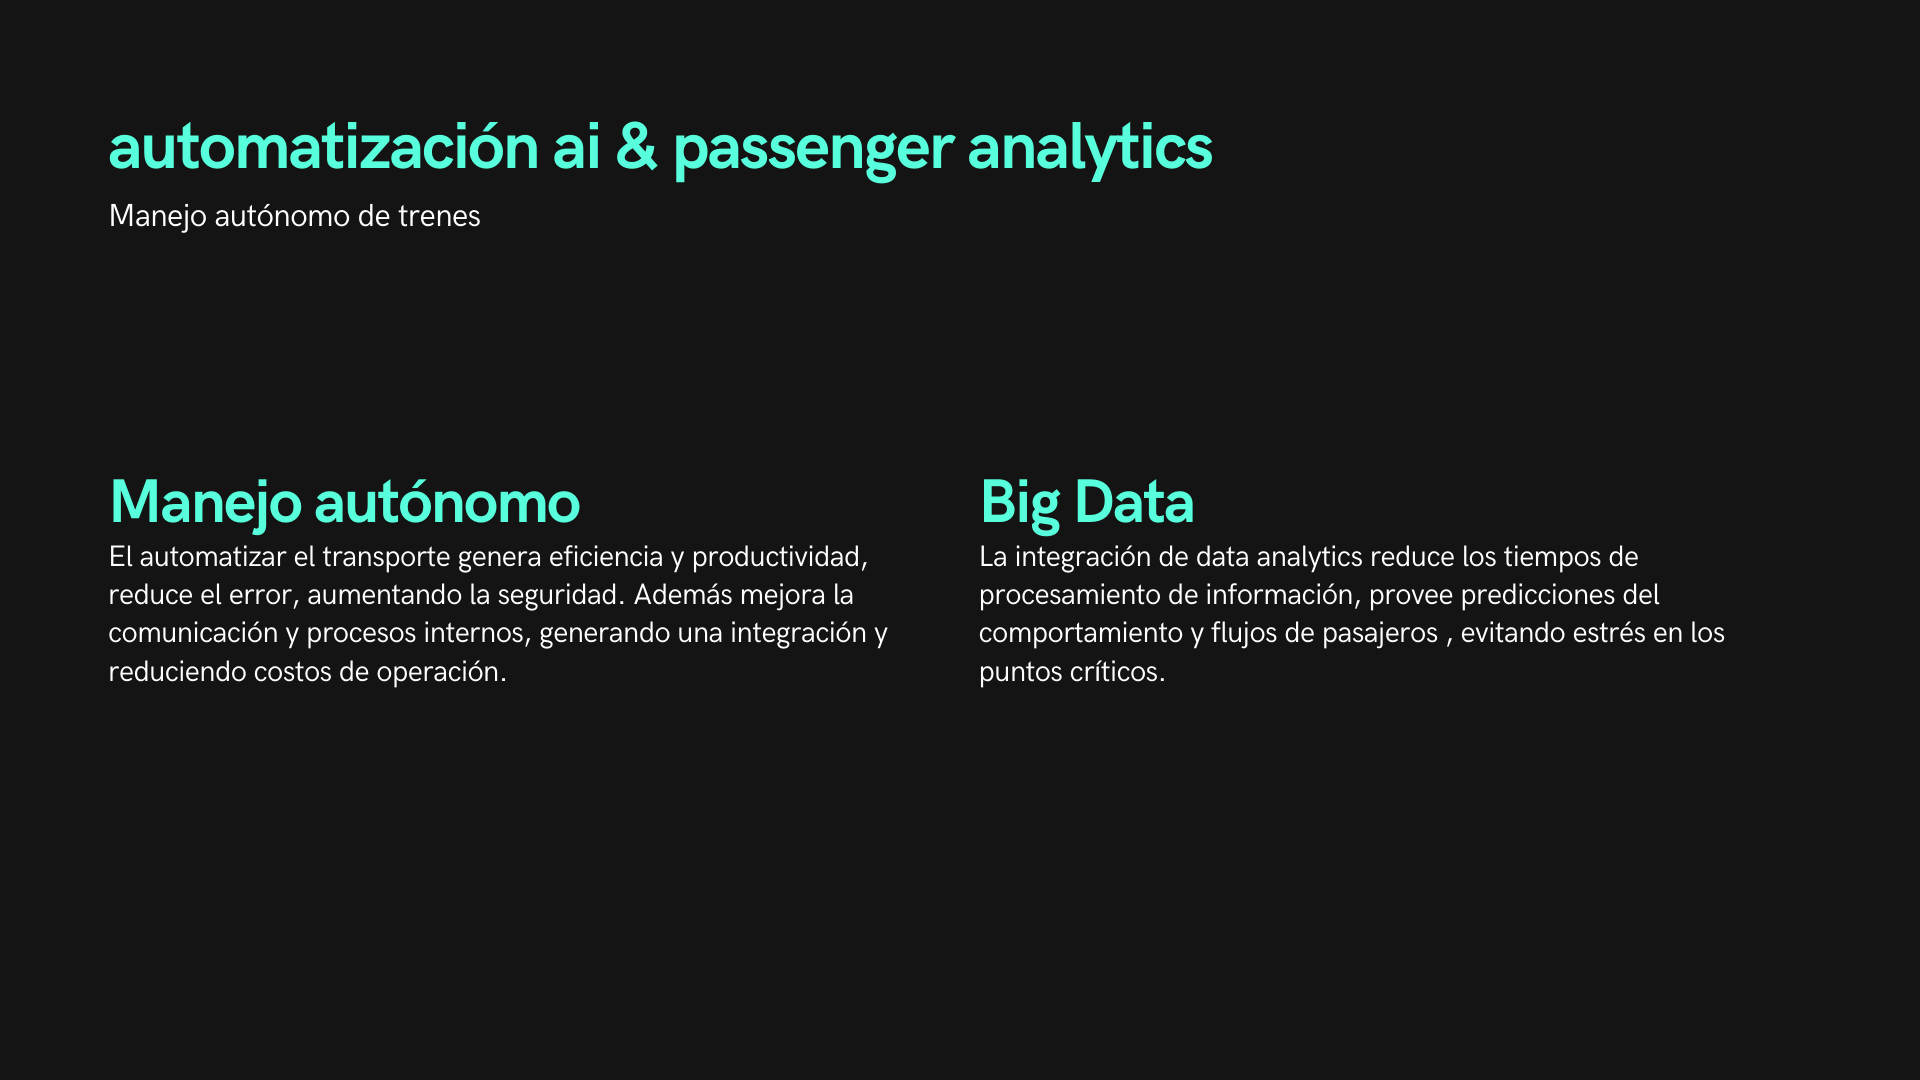 automatización ai & passenger analytics
Manejo autónomo de trenes
Manejo autónomo
El automatizar el transporte genera eficiencia y productividad,
reduce el error, aumentando la seguridad. Además mejora la
comunicación y procesos internos, generando una integración y
reduciendo costos de operación.
Big Data
La integración de data analytics reduce los tiempos de
procesamiento de información, provee predicciones del
comportamiento y flujos de pasajeros , evitando estrés en los
puntos críticos.